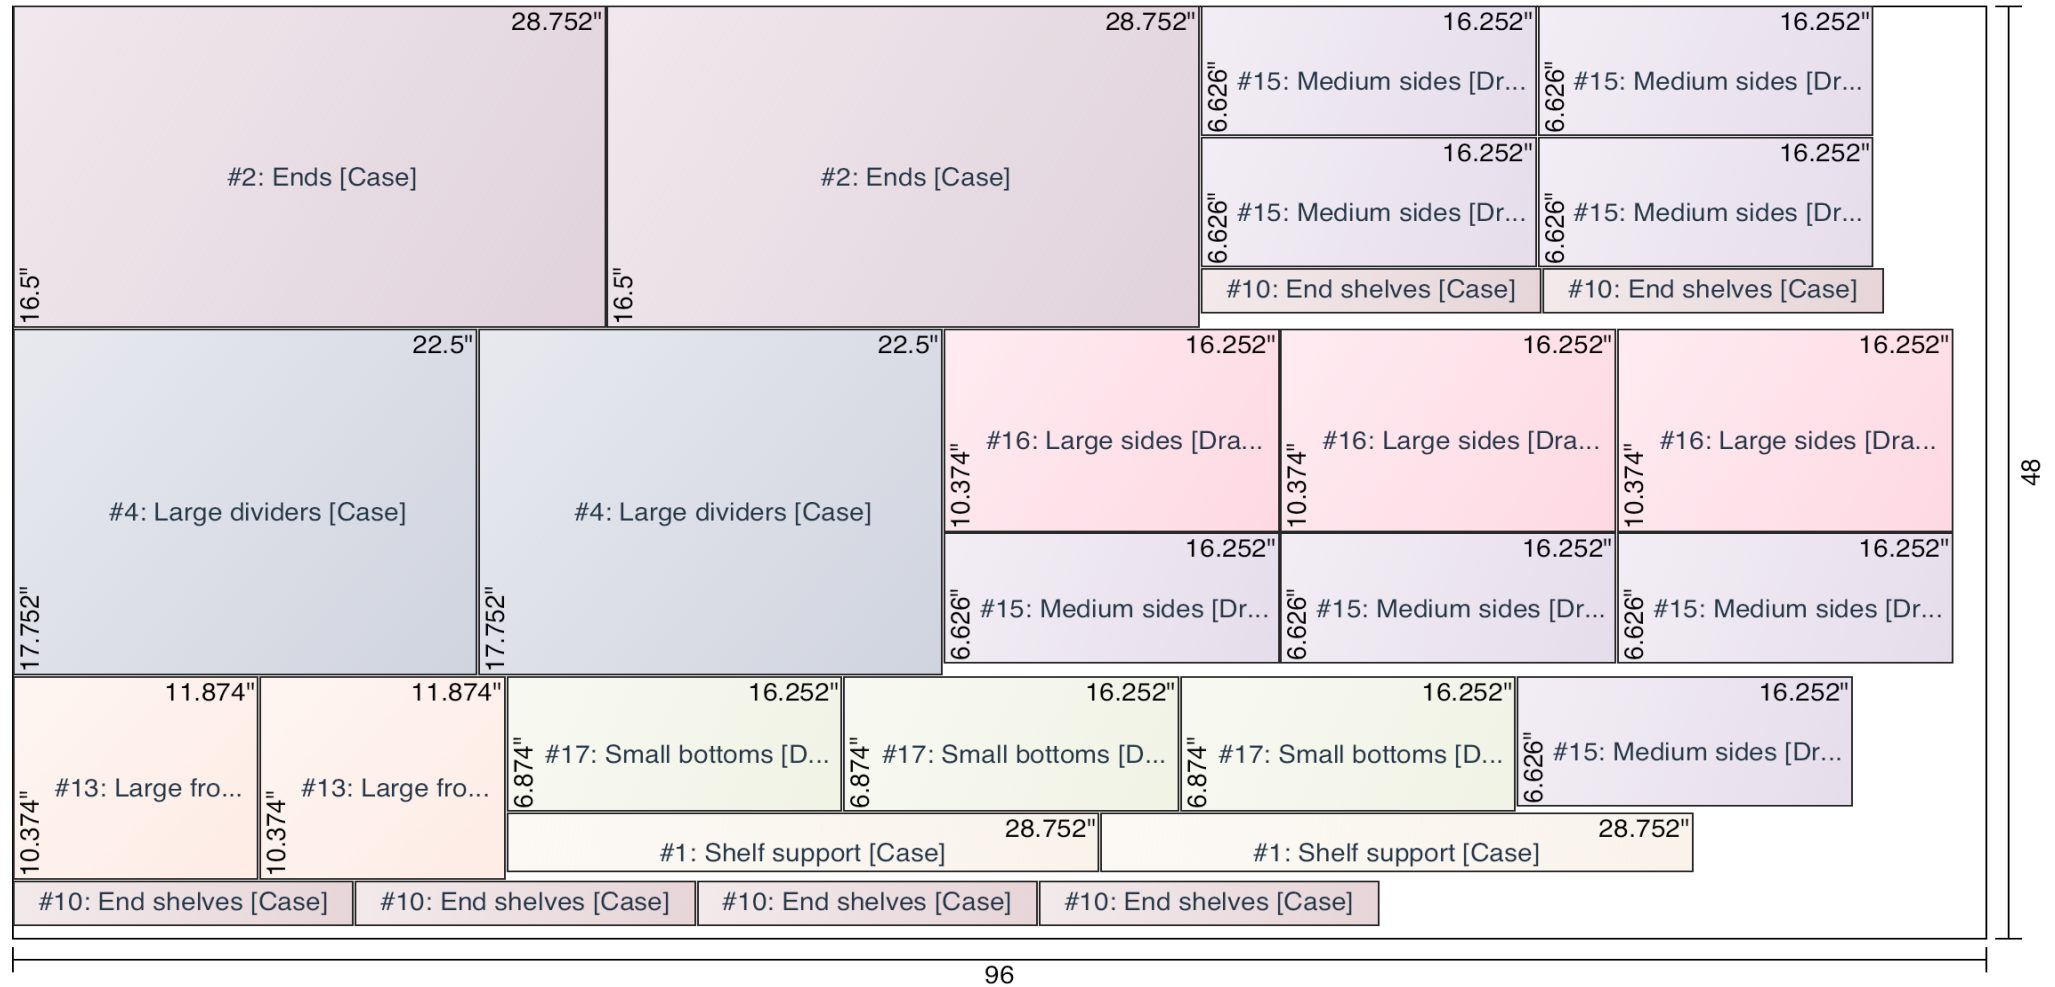 28.752"
16.5"
#2: Ends [Case]
28.752"
16.5"
#2: Ends [Case]
16.252"
6.626"
#15: Medium sides [Dr...
16.252"
6.626"
#15: Medium sides [Dr...
16.252"
6.626"
#15: Medium sides [Dr...
16.252"
6.626"
#15: Medium sides [Dr...
#10: End shelves [Case]
#10: End shelves [Case]
22.5"
17.752"
#4: Large dividers [Case]
22.5"
17.752"
#4: Large dividers [Case]
16.252"
10.374"
#16: Large sides [Dra...
16.252"
10.374"
#16: Large sides [Dra...
16.252"
10.374"
#16: Large sides [Dra...
16.252"
6.626"
#15: Medium sides [Dr...
16.252"
6.626"
#15: Medium sides [Dr...
16.252"
6.626"
#15: Medium sides [Dr...
11.874"
10.374"
#13: Large fro...
11.874"
10.374"
#13: Large fro...
16.252"
6.874"
#17: Small bottoms [D...
16.252"
6.874"
#17: Small bottoms [D...
16.252"
6.874"
#17: Small bottoms [D...
16.252"
6.626"
#15: Medium sides [Dr...
28.752"
#1: Shelf support [Case]
28.752"
#1: Shelf support [Case]
#10: End shelves [Case]
#10: End shelves [Case]
#10: End shelves [Case]
#10: End shelves [Case]
48
96